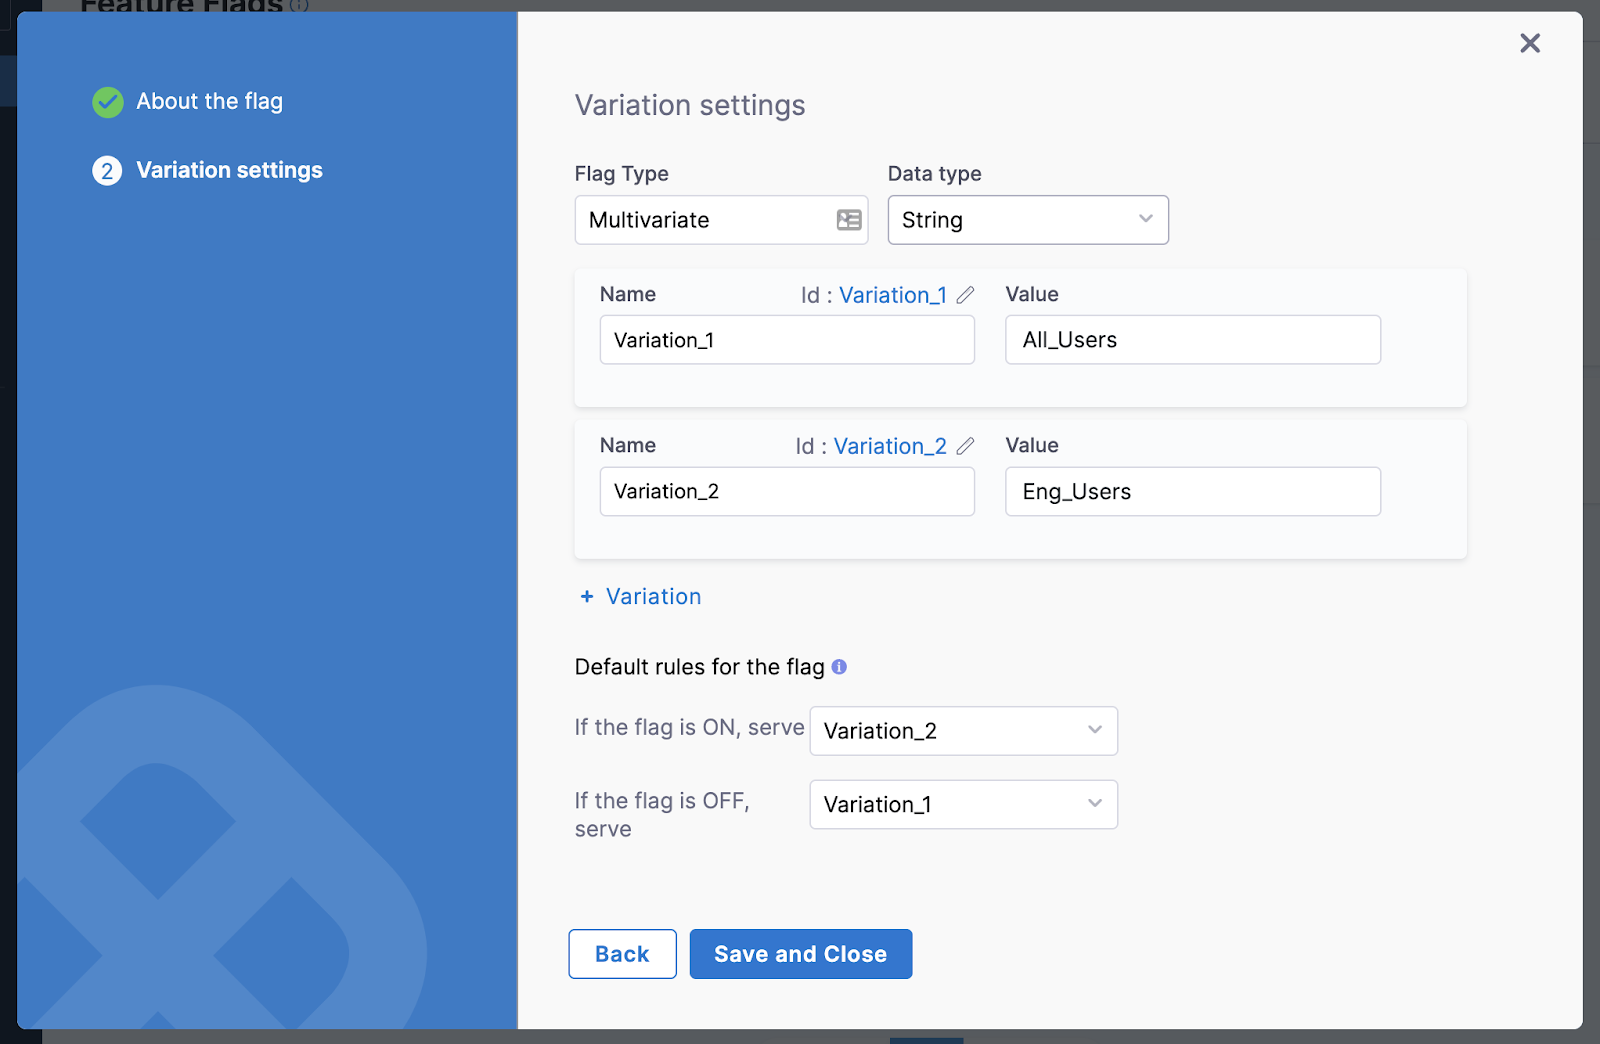 Feature Flags
About the flag
2 Variation settings
Variation settings
Flag Type Data type
Multivariate String
Name Id : Variation_1 Value
Variation_1 All_Users
Name Id : Variation_2 Value
Variation_2 Eng_Users
+ Variation
Default rules for the flag
If the flag is ON, serve Variation_2
If the flag is OFF, Variation_1
serve
Back Save and Close